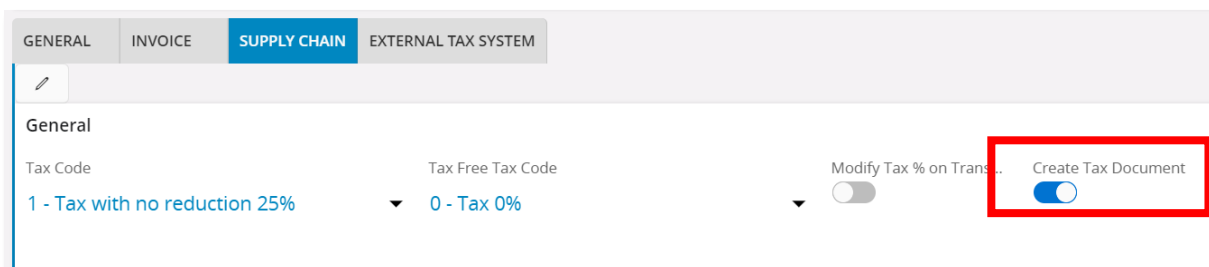 GENERAL INVOICE SUPPLY CHAIN EXTERNAL TAX SYSTEM
General
Tax Code Tax Free Tax Code Modify Tax % on Trans... Create Tax Document
1 - Tax with no reduction 25% 0 - Tax 0%